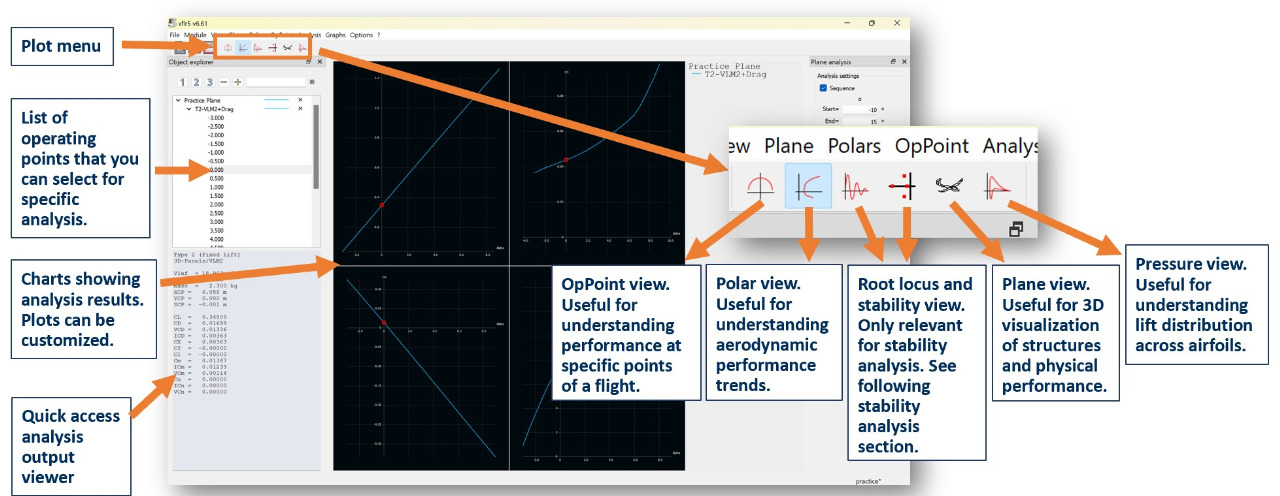 xflr5 v6.61
Plot menu
File Module
Graphs Options ?
Object explorer
1 2 3
Practice Plane
T2-VLM2+Drag
-3.000
-2.500
-2.000
-1.500
-1.000
-0.500
0.000
0.500
1.000
1.500
2.000
2.500
3.000
3.500
4.000
List of
operating
points that you
can select for
specific
analysis.
Practice Plane
T2-VLM2+Drag
Plane analysis
Analysis settings
Sequence
α
Start= -10 °
End= 15 °
Plane Polars OpPoint
Type 2 (Fixed lift)
3D-Panels/VLM2
Vinf =
Mass = 2.300 kg
XCP = 0.058 m
YCP = 0.000 m
ZCP = -0.001 m
CL = 0.34509
CD = 0.01699
VCD = 0.01336
ICD = 0.00363
CX = 0.00363
CY = -0.00000
Cl = -0.00000
Cm = 0.01347
ICm = 0.01233
VCm = 0.00114
Cn = 0.00000
ICn = 0.00000
VCn = 0.00000
Charts showing
analysis results.
Plots can be
customized.
Quick access
analysis
output
viewer
OpPoint view.
Useful for
understanding
performance at
specific points
of a flight.
Polar view.
Useful for
understanding
aerodynamic
performance
trends.
Root locus and
stability view.
Only relevant
for stability
analysis. See
following
stability
analysis
section.
Plane view.
Useful for 3D
visualization
of structures
and physical
performance.
Pressure view.
Useful for
understanding
lift distribution
across airfoils.
practice*